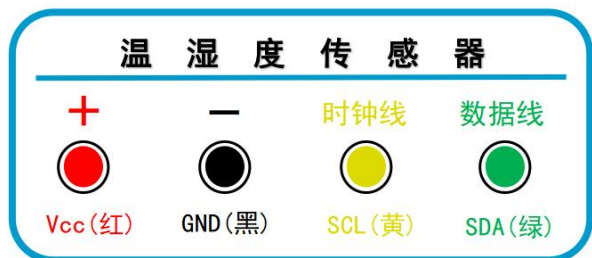 温湿度传感器
+ − 时钟线 数据线
Vcc(红) GND(黑) SCL(黄) SDA(绿)